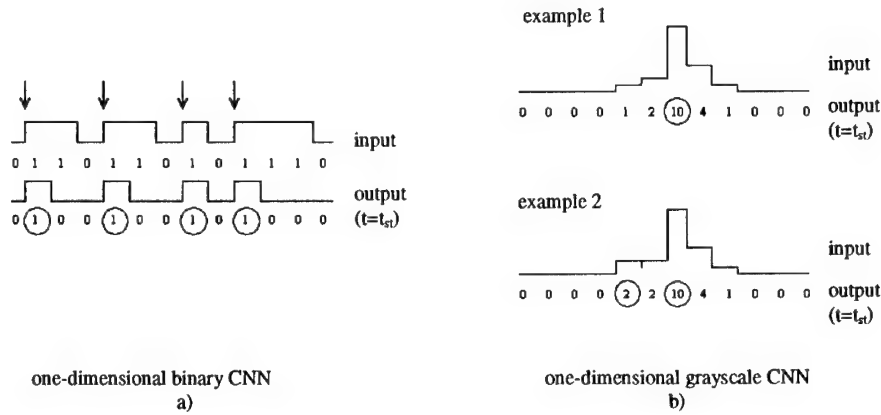 input
0 1 1 0 1 1 0 1 0 1 1 1 0
output
(t=t_st)
0 1 0 0 1 0 0 1 0 1 0 0 0
one-dimensional binary CNN
a)
example 1
input
0 0 0 0 1 2 10 4 1 0 0 0
output
(t=t_st)
example 2
input
0 0 0 0 2 2 10 4 1 0 0 0
output
(t=t_st)
one-dimensional grayscale CNN
b)